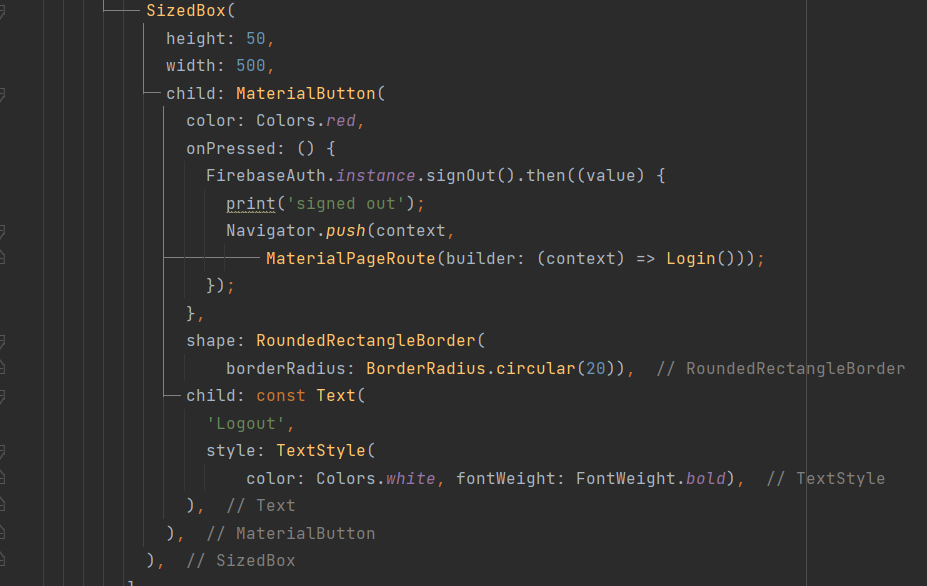 SizedBox(
height: 50,
width: 500,
child: MaterialButton(
color: Colors.red,
onPressed: () {
FirebaseAuth.instance.signOut().then((value) {
print('signed out');
Navigator.push(context,
MaterialPageRoute(builder: (context) => Login()));
});
},
shape: RoundedRectangleBorder(
borderRadius: BorderRadius.circular(20)), // RoundedRectangleBorder
child: const Text(
'Logout',
style: TextStyle(
color: Colors.white, fontWeight: FontWeight.bold), // TextStyle
), // Text
), // MaterialButton
), // SizedBox